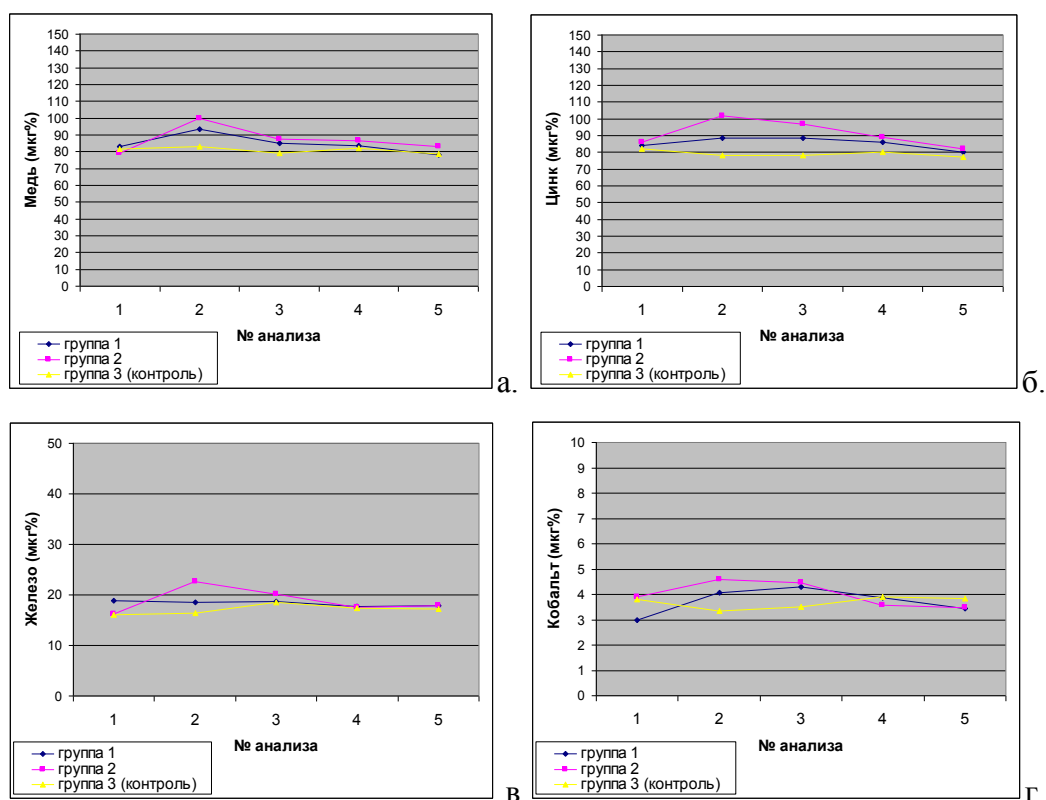 150
140
130
120
110
100
90
80
70
60
50
40
30
20
10
0
Медь (мкг%)
1 2 3 4 5
№ анализа
группа 1
группа 2
группа 3 (контроль)
а.
150
140
130
120
110
100
90
80
70
60
50
40
30
20
10
0
Цинк (мкг%)
1 2 3 4 5
№ анализа
группа 1
группа 2
группа 3 (контроль)
б.
50
40
30
20
10
0
Железо (мкг%)
1 2 3 4 5
№ анализа
группа 1
группа 2
группа 3 (контроль)
в
10
9
8
7
6
5
4
3
2
1
0
Кобальт (мкг%)
1 2 3 4 5
№ анализа
группа 1
группа 2
группа 3 (контроль)
г